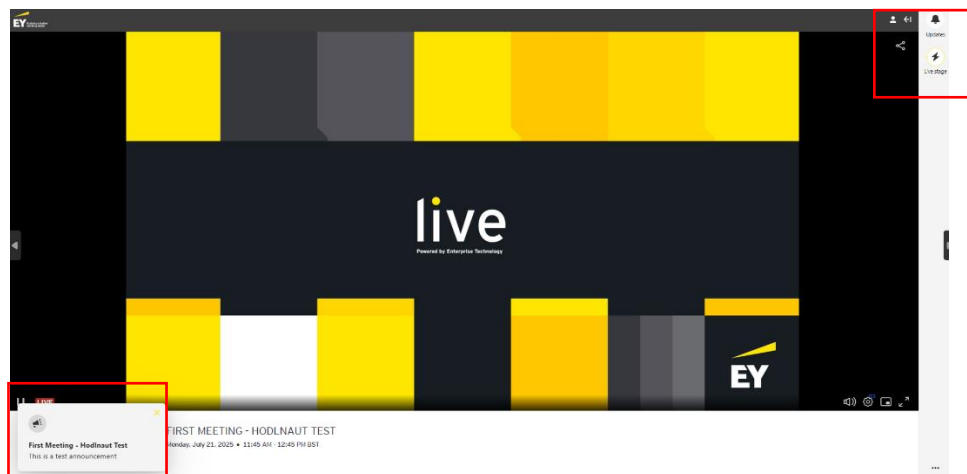 EY
Updates
Live stage
live
Powered by Enterprise Technology
EY
LIVE
First Meeting - Hodlnaut Test
This is a test announcement
FIRST MEETING - HODLNAUT TEST
Monday, July 21, 2025 • 11:45 AM - 12:45 PM BST